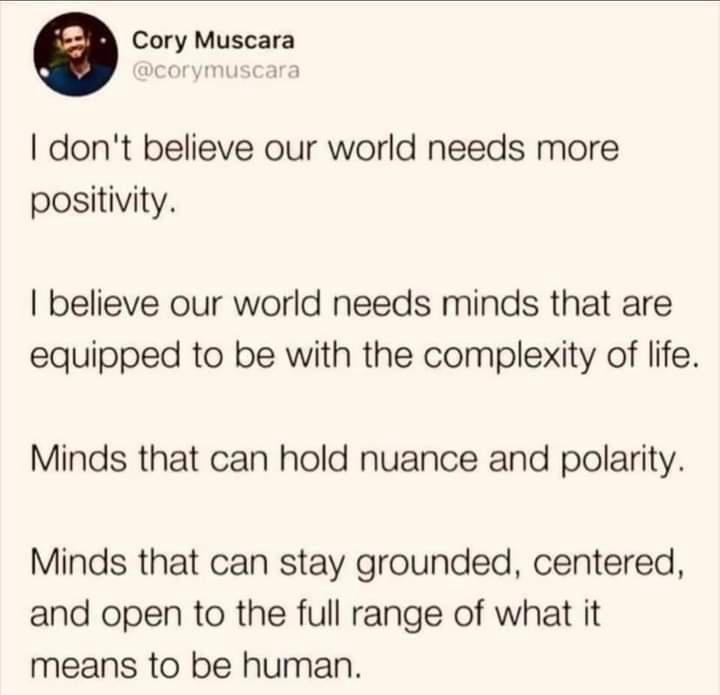 Cory Muscara
@corymuscara
I don't believe our world needs more
positivity.
I believe our world needs minds that are
equipped to be with the complexity of life.
Minds that can hold nuance and polarity.
Minds that can stay grounded, centered,
and open to the full range of what it
means to be human.